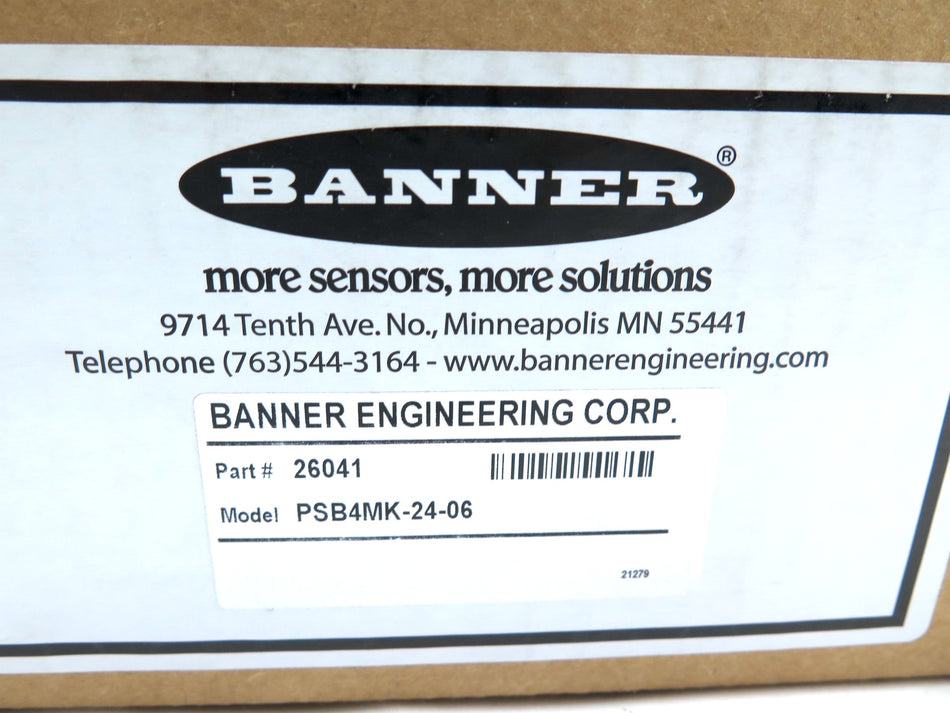 BANNER®
more sensors, more solutions
9714 Tenth Ave. No., Minneapolis MN 55441
Telephone (763)544-3164 - www.bannerengineering.com
BANNER ENGINEERING CORP.
Part # 26041
Model PSB4MK-24-06
21279